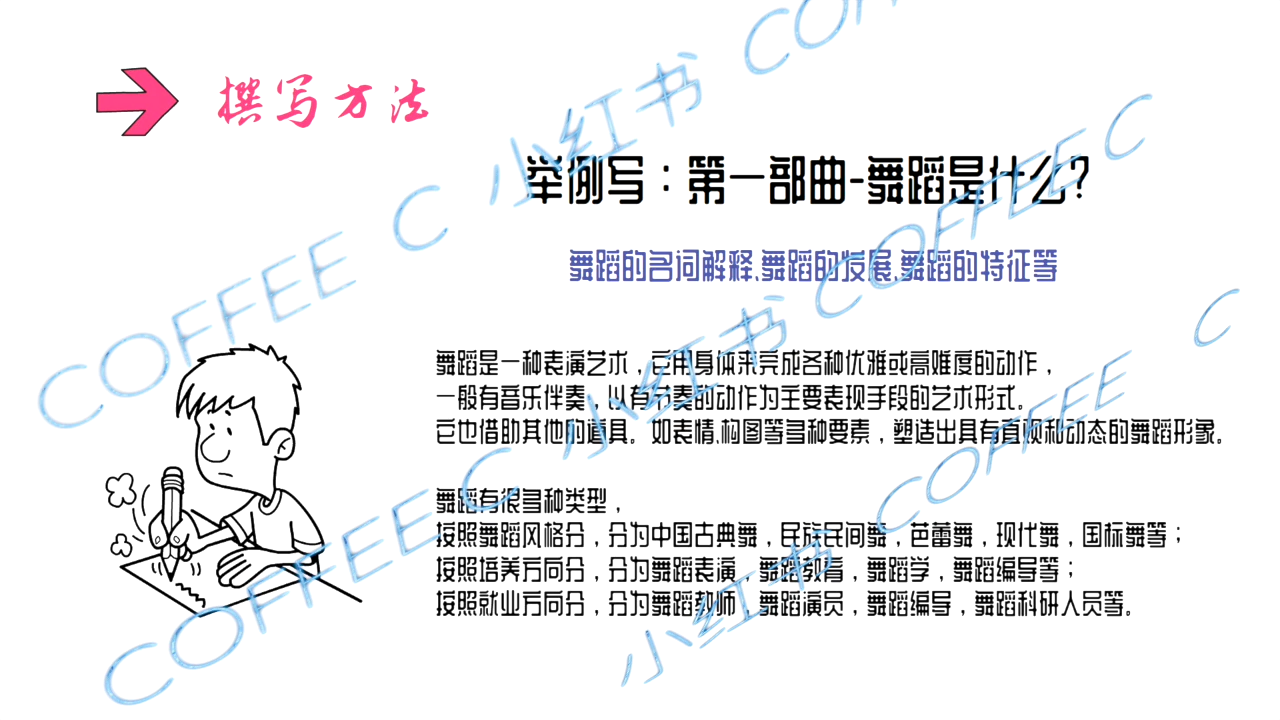 撰写方法
举例写：第一部曲-舞蹈是什么？
舞蹈的名词解释、舞蹈的发展、舞蹈的特征等
舞蹈是一种表演艺术，它用身体来完成各种优雅或高难度的动作，
一般有音乐伴奏，以有节奏的动作为主要表现手段的艺术形式。
它也借助其他的道具。如表情、构图等多种要素，塑造出具有直观和动态的舞蹈形象。
舞蹈有很多种类型，
按照舞蹈风格分，分为中国古典舞，民族民间舞，芭蕾舞，现代舞，国标舞等；
按照培养方向分，分为舞蹈表演，舞蹈教育，舞蹈学，舞蹈编导等；
按照就业方向分，分为舞蹈教师，舞蹈演员，舞蹈编导，舞蹈科研人员等。
COFFEE C
小红书
COFFEE C
小红书
COFFEE C
COFFEE C
小红书
COFFEE C